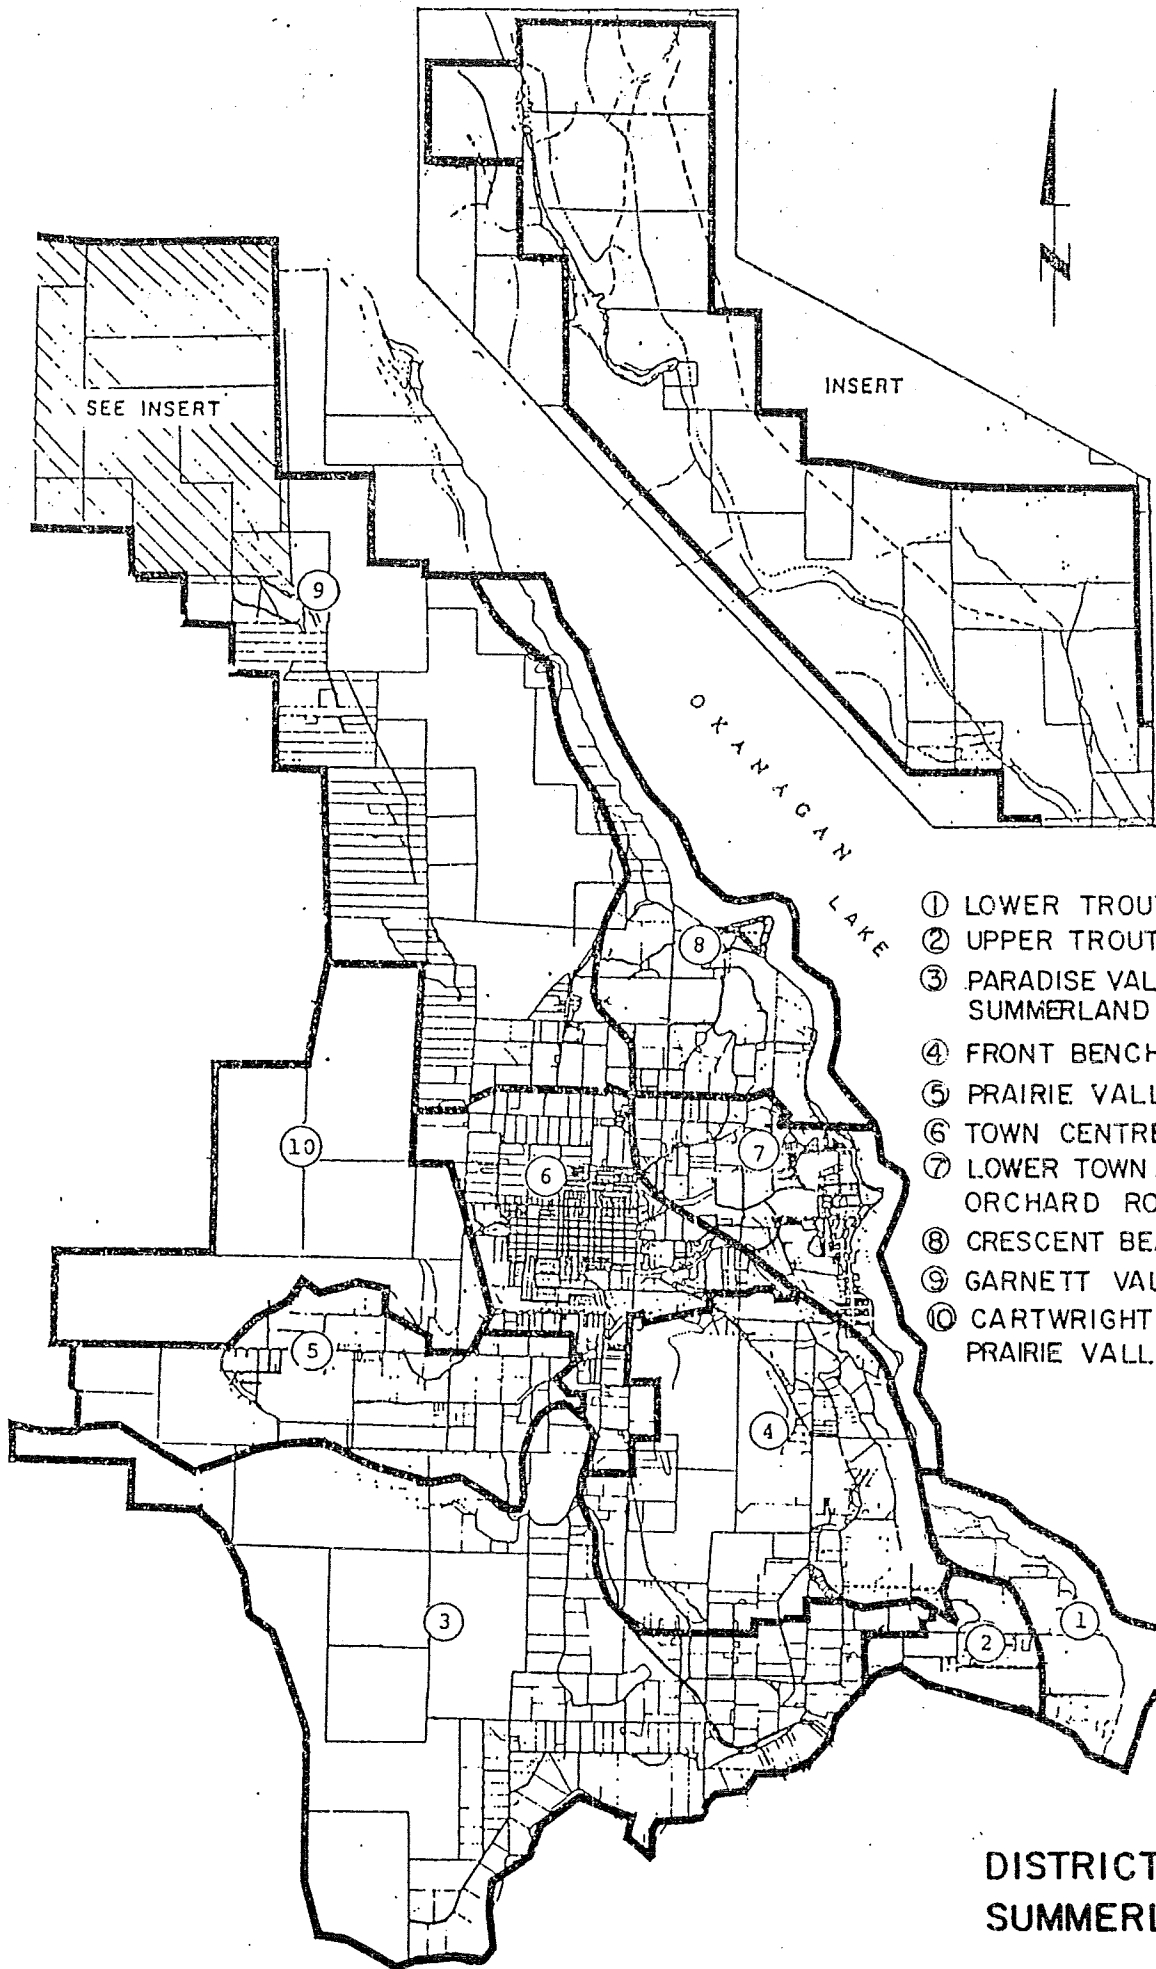 N
INSERT
SEE INSERT
9
OKANAGAN LAKE
8
10
6
7
5
4
3
2
1
① LOWER TROU
② UPPER TROUT
③ PARADISE VAL
SUMMERLAND
④ FRONT BENCH
⑤ PRAIRIE VALL
⑥ TOWN CENTRE
⑦ LOWER TOWN
ORCHARD RO
⑧ CRESCENT BEA
⑨ GARNETT VAL
⑩ CARTWRIGHT
PRAIRIE VALL
DISTRICT
SUMMERL